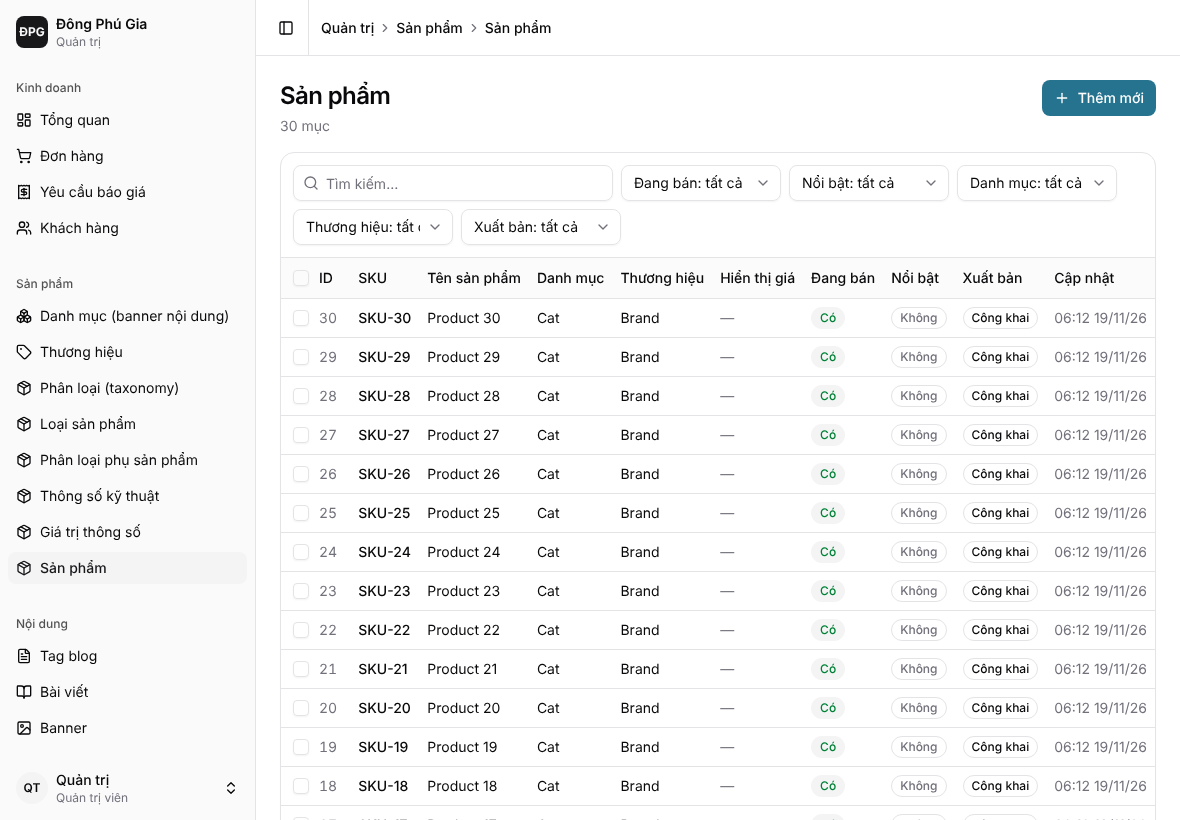 ĐPG
Đông Phú Gia
Quản trị
Kinh doanh
Tổng quan
Đơn hàng
Yêu cầu báo giá
Khách hàng
Sản phẩm
Danh mục (banner nội dung)
Thương hiệu
Phân loại (taxonomy)
Loại sản phẩm
Phân loại phụ sản phẩm
Thông số kỹ thuật
Giá trị thông số
Sản phẩm
Nội dung
Tag blog
Bài viết
Banner
QT
Quản trị
Quản trị viên
Quản trị > Sản phẩm > Sản phẩm
Sản phẩm
30 mục
+ Thêm mới
Tìm kiếm... Đang bán: tất cả Nổi bật: tất cả Danh mục: tất cả
Thương hiệu: tất Xuất bản: tất cả
ID SKU Tên sản phẩm Danh mục Thương hiệu Hiển thị giá Đang bán Nổi bật Xuất bản Cập nhật
30 SKU-30 Product 30 Cat Brand — Có Không Công khai 06:12 19/11/26
29 SKU-29 Product 29 Cat Brand — Có Không Công khai 06:12 19/11/26
28 SKU-28 Product 28 Cat Brand — Có Không Công khai 06:12 19/11/26
27 SKU-27 Product 27 Cat Brand — Có Không Công khai 06:12 19/11/26
26 SKU-26 Product 26 Cat Brand — Có Không Công khai 06:12 19/11/26
25 SKU-25 Product 25 Cat Brand — Có Không Công khai 06:12 19/11/26
24 SKU-24 Product 24 Cat Brand — Có Không Công khai 06:12 19/11/26
23 SKU-23 Product 23 Cat Brand — Có Không Công khai 06:12 19/11/26
22 SKU-22 Product 22 Cat Brand — Có Không Công khai 06:12 19/11/26
21 SKU-21 Product 21 Cat Brand — Có Không Công khai 06:12 19/11/26
20 SKU-20 Product 20 Cat Brand — Có Không Công khai 06:12 19/11/26
19 SKU-19 Product 19 Cat Brand — Có Không Công khai 06:12 19/11/26
18 SKU-18 Product 18 Cat Brand — Có Không Công khai 06:12 19/11/26